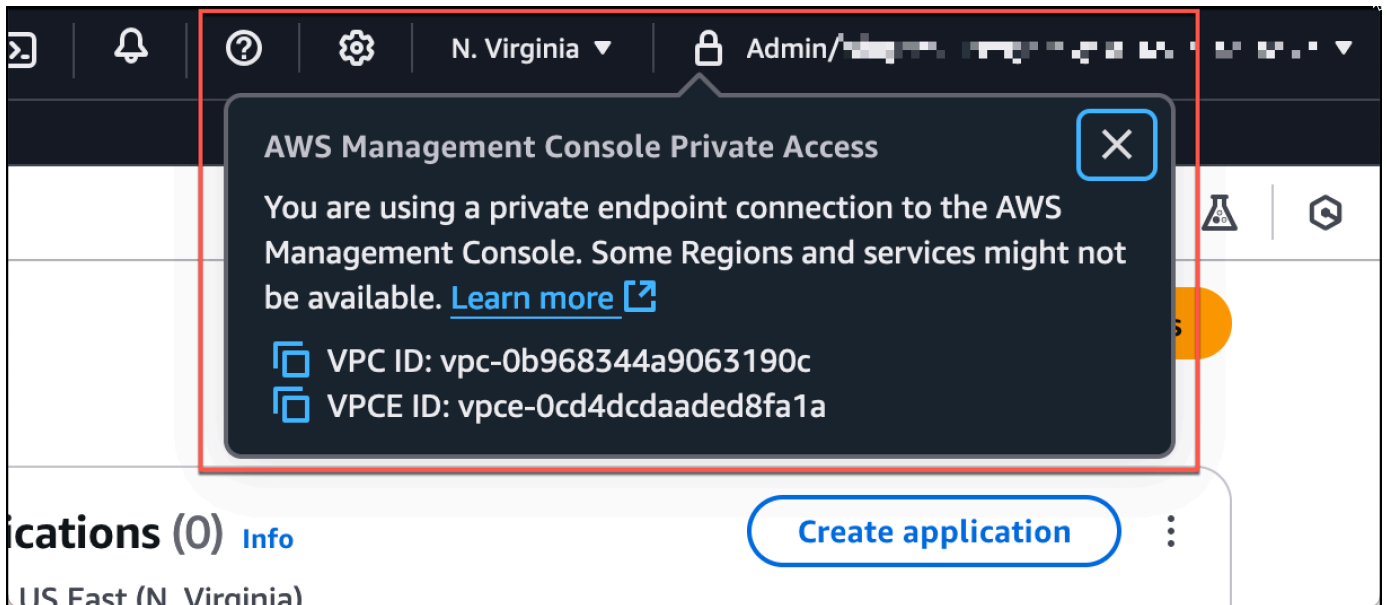 N. Virginia ▼
Admin/
AWS Management Console Private Access
You are using a private endpoint connection to the AWS
Management Console. Some Regions and services might not
be available. Learn more
VPC ID: vpc-0b968344a9063190c
VPCE ID: vpce-0cd4dcdaaded8fa1a
ications (0) Info
Create application
US East (N. Virginia)